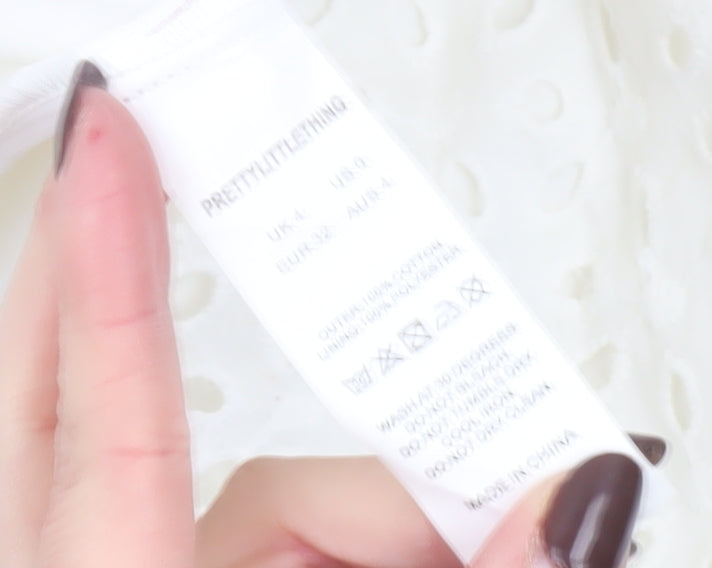 PRETTYLITTLETHING
UK:4: US:0:
EUR:32: AUS:4:
OUTER:100% COTTON
LINING:100% POLYESTER
WASH AT 30 DEGREES
DO NOT BLEACH
DO NOT TUMBLE DRY
COOL IRON
DO NOT DRY CLEAN
MADE IN CHINA